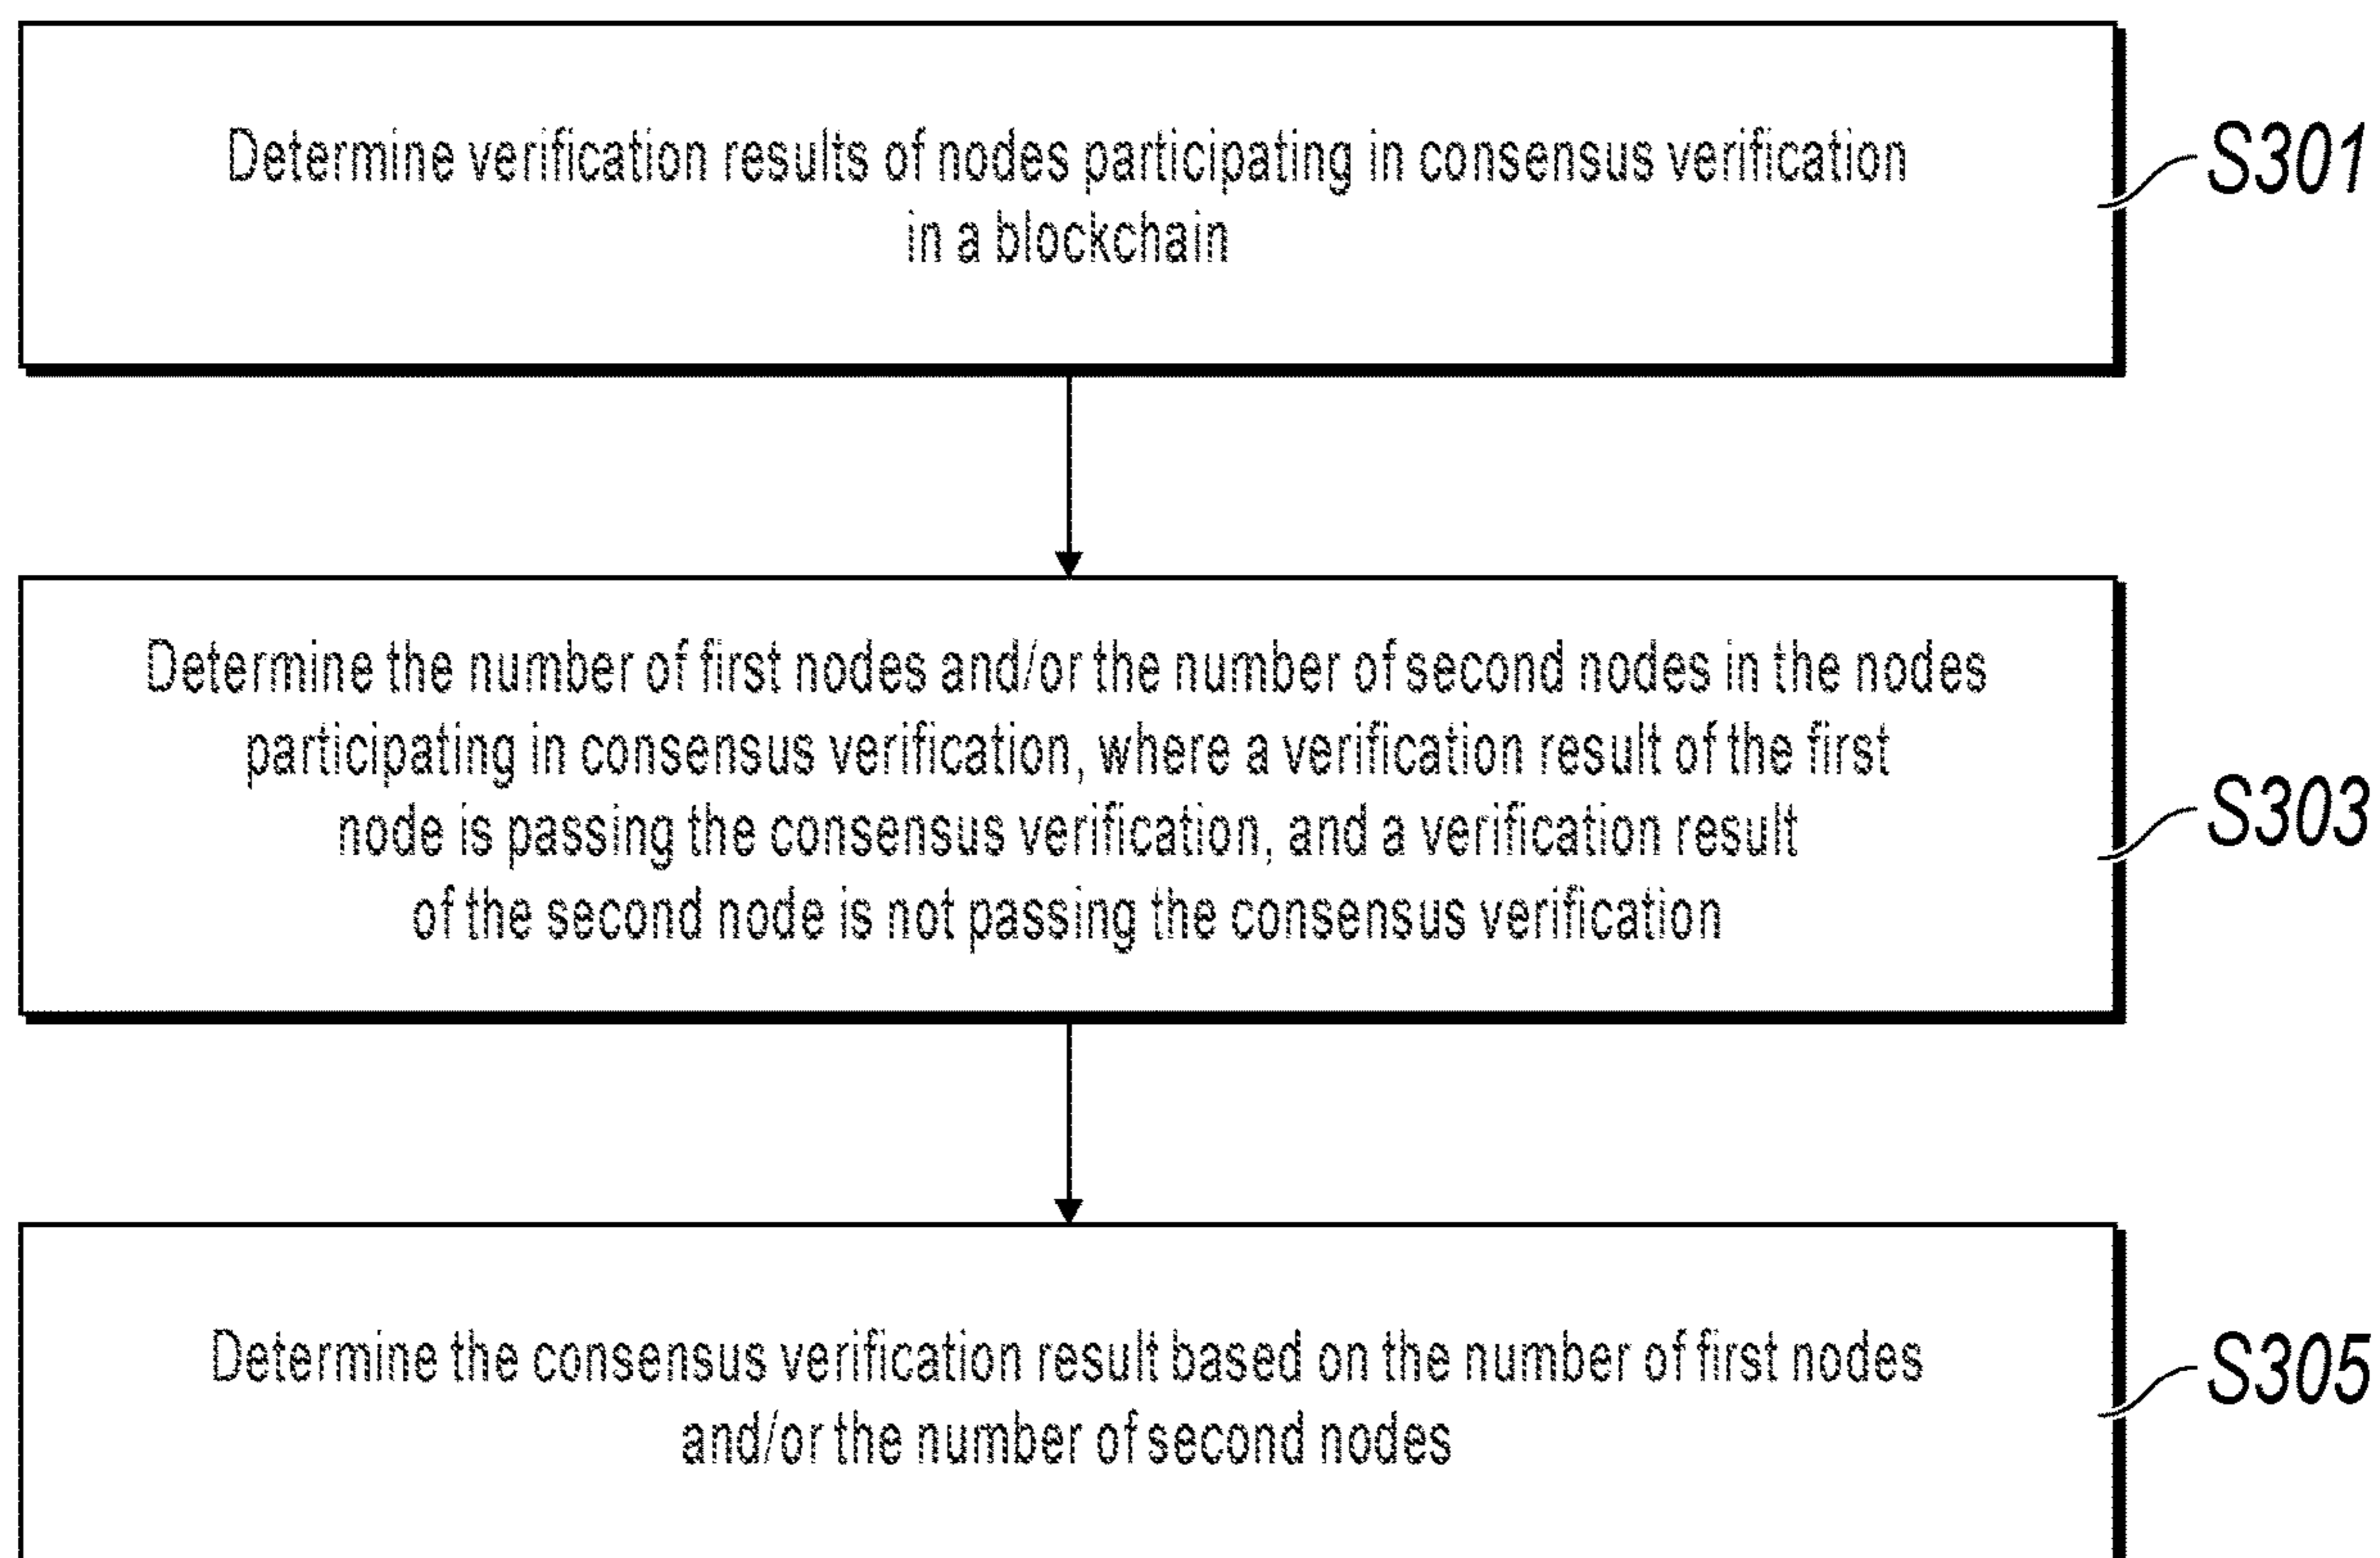 Determine verification results of nodes participating in consensus verification
in a blockchain
S301
Determine the number of first nodes and/or the number of second nodes in the nodes
participating in consensus verification, where a verification result of the first
node is passing the consensus verification, and a verification result
of the second node is not passing the consensus verification
S303
Determine the consensus verification result based on the number of first nodes
and/or the number of second nodes
S305